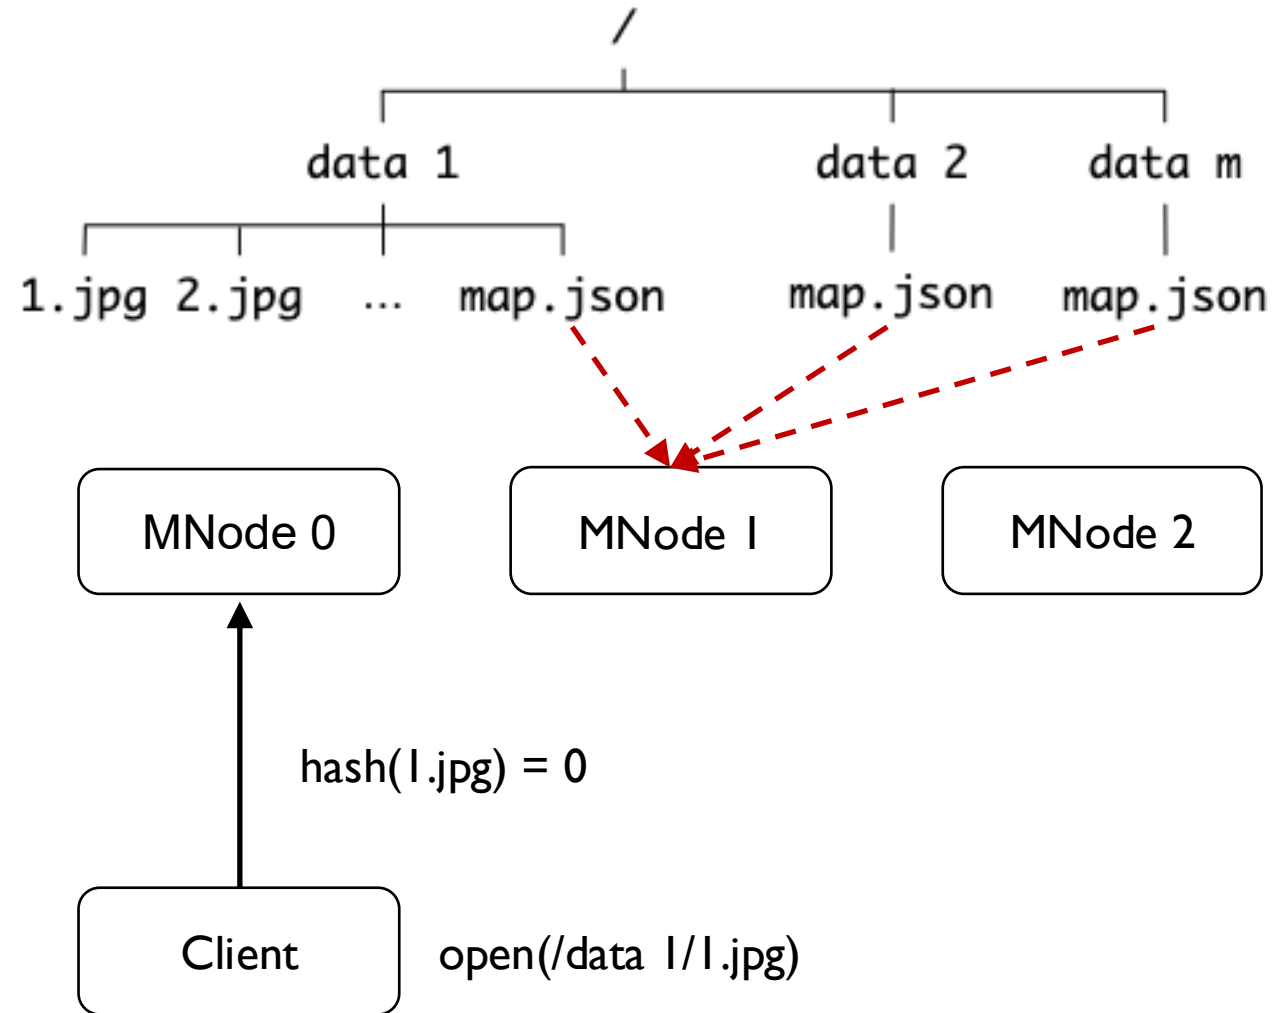 /
data 1 data 2 data m
1.jpg 2.jpg ... map.json map.json map.json
MNode 0 MNode 1 MNode 2
hash(1.jpg) = 0
Client open(/data 1/1.jpg)